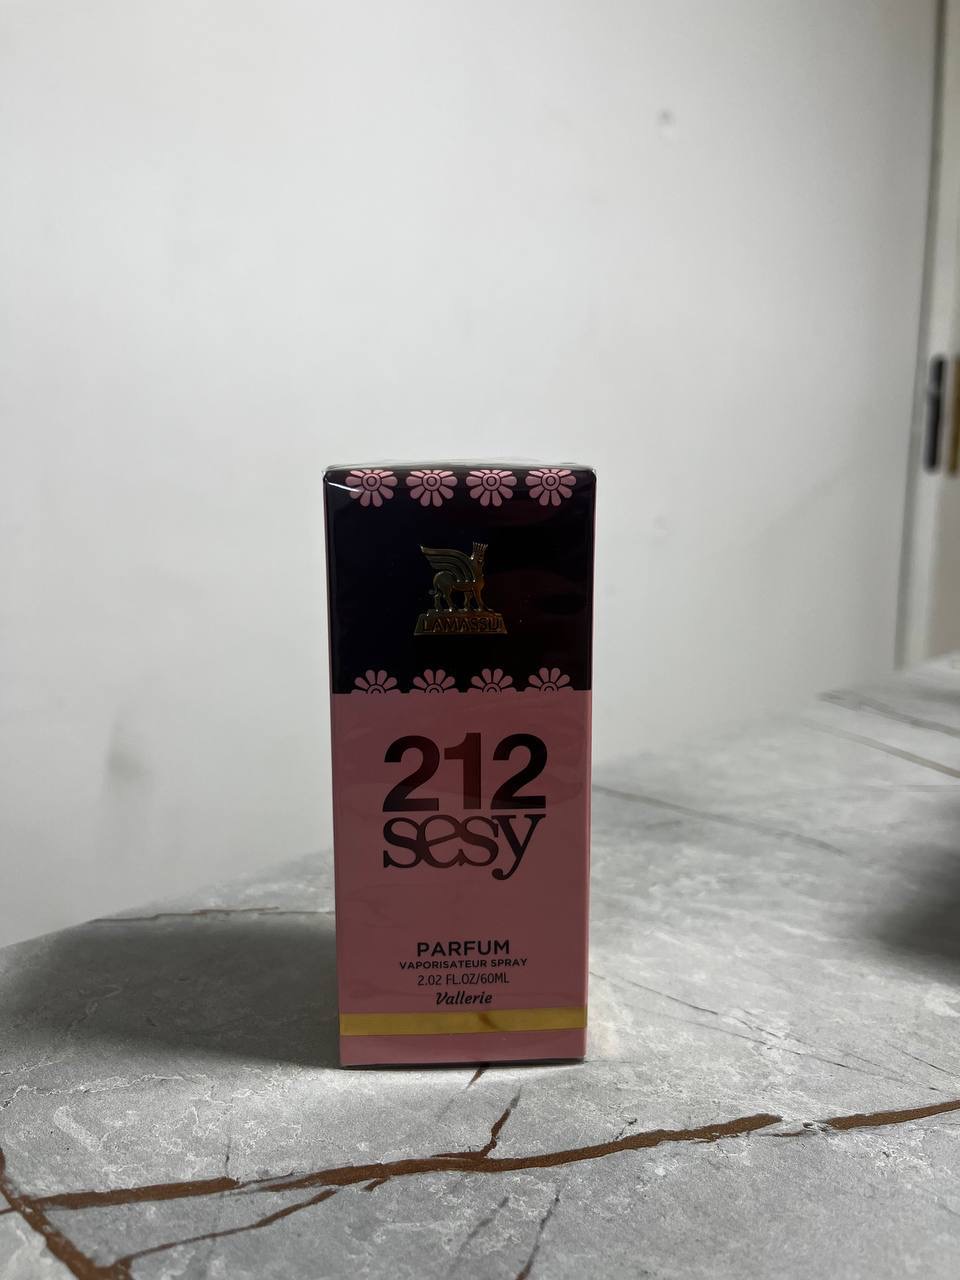 LAMASSU
212
sesy
PARFUM
VAPORISATEUR SPRAY
2.02 FL.OZ/60ML
Vallerie